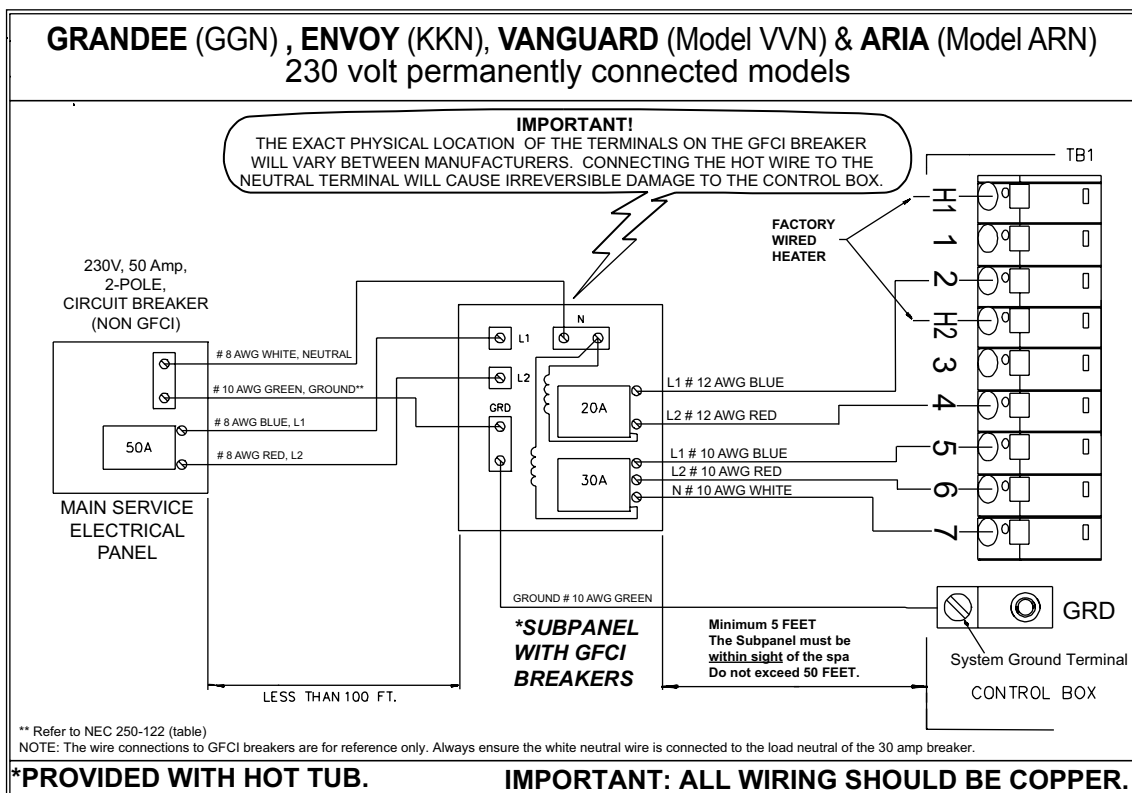 GRANDEE (GGN) , ENVOY (KKN), VANGUARD (Model VVN) & ARIA (Model ARN)
230 volt permanently connected models
IMPORTANT!
THE EXACT PHYSICAL LOCATION OF THE TERMINALS ON THE GFCI BREAKER
WILL VARY BETWEEN MANUFACTURERS. CONNECTING THE HOT WIRE TO THE
NEUTRAL TERMINAL WILL CAUSE IRREVERSIBLE DAMAGE TO THE CONTROL BOX.
TB1
H1
1
2
H2
3
4
5
6
7
FACTORY
WIRED
HEATER
230V, 50 Amp,
2-POLE,
CIRCUIT BREAKER
(NON GFCI)
# 8 AWG WHITE, NEUTRAL
# 10 AWG GREEN, GROUND**
# 8 AWG BLUE, L1
# 8 AWG RED, L2
50A
MAIN SERVICE
ELECTRICAL
PANEL
N
L1
L2
GRD
20A
30A
L1 # 12 AWG BLUE
L2 # 12 AWG RED
L1 # 10 AWG BLUE
L2 # 10 AWG RED
N # 10 AWG WHITE
GROUND # 10 AWG GREEN
*SUBPANEL
WITH GFCI
BREAKERS
Minimum 5 FEET
The Subpanel must be
within sight of the spa
Do not exceed 50 FEET.
GRD
System Ground Terminal
CONTROL BOX
LESS THAN 100 FT.
** Refer to NEC 250-122 (table)
NOTE: The wire connections to GFCI breakers are for reference only. Always ensure the white neutral wire is connected to the load neutral of the 30 amp breaker.
*PROVIDED WITH HOT TUB.
IMPORTANT: ALL WIRING SHOULD BE COPPER.